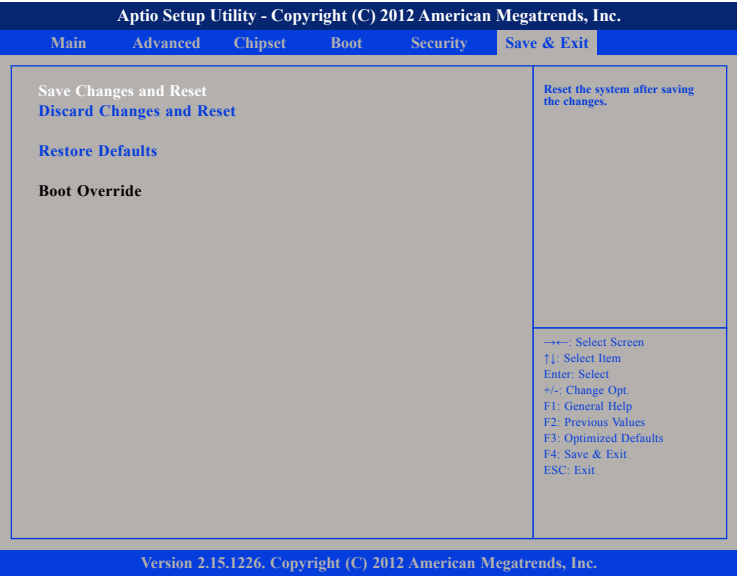 Aptio Setup Utility - Copyright (C) 2012 American Megatrends, Inc.
Main Advanced Chipset Boot Security Save & Exit
Save Changes and Reset
Discard Changes and Reset
Restore Defaults
Boot Override
Reset the system after saving
the changes.
→←: Select Screen
↑↓: Select Item
Enter: Select
+/-: Change Opt.
F1: General Help
F2: Previous Values
F3: Optimized Defaults
F4: Save & Exit
ESC: Exit
Version 2.15.1226. Copyright (C) 2012 American Megatrends, Inc.